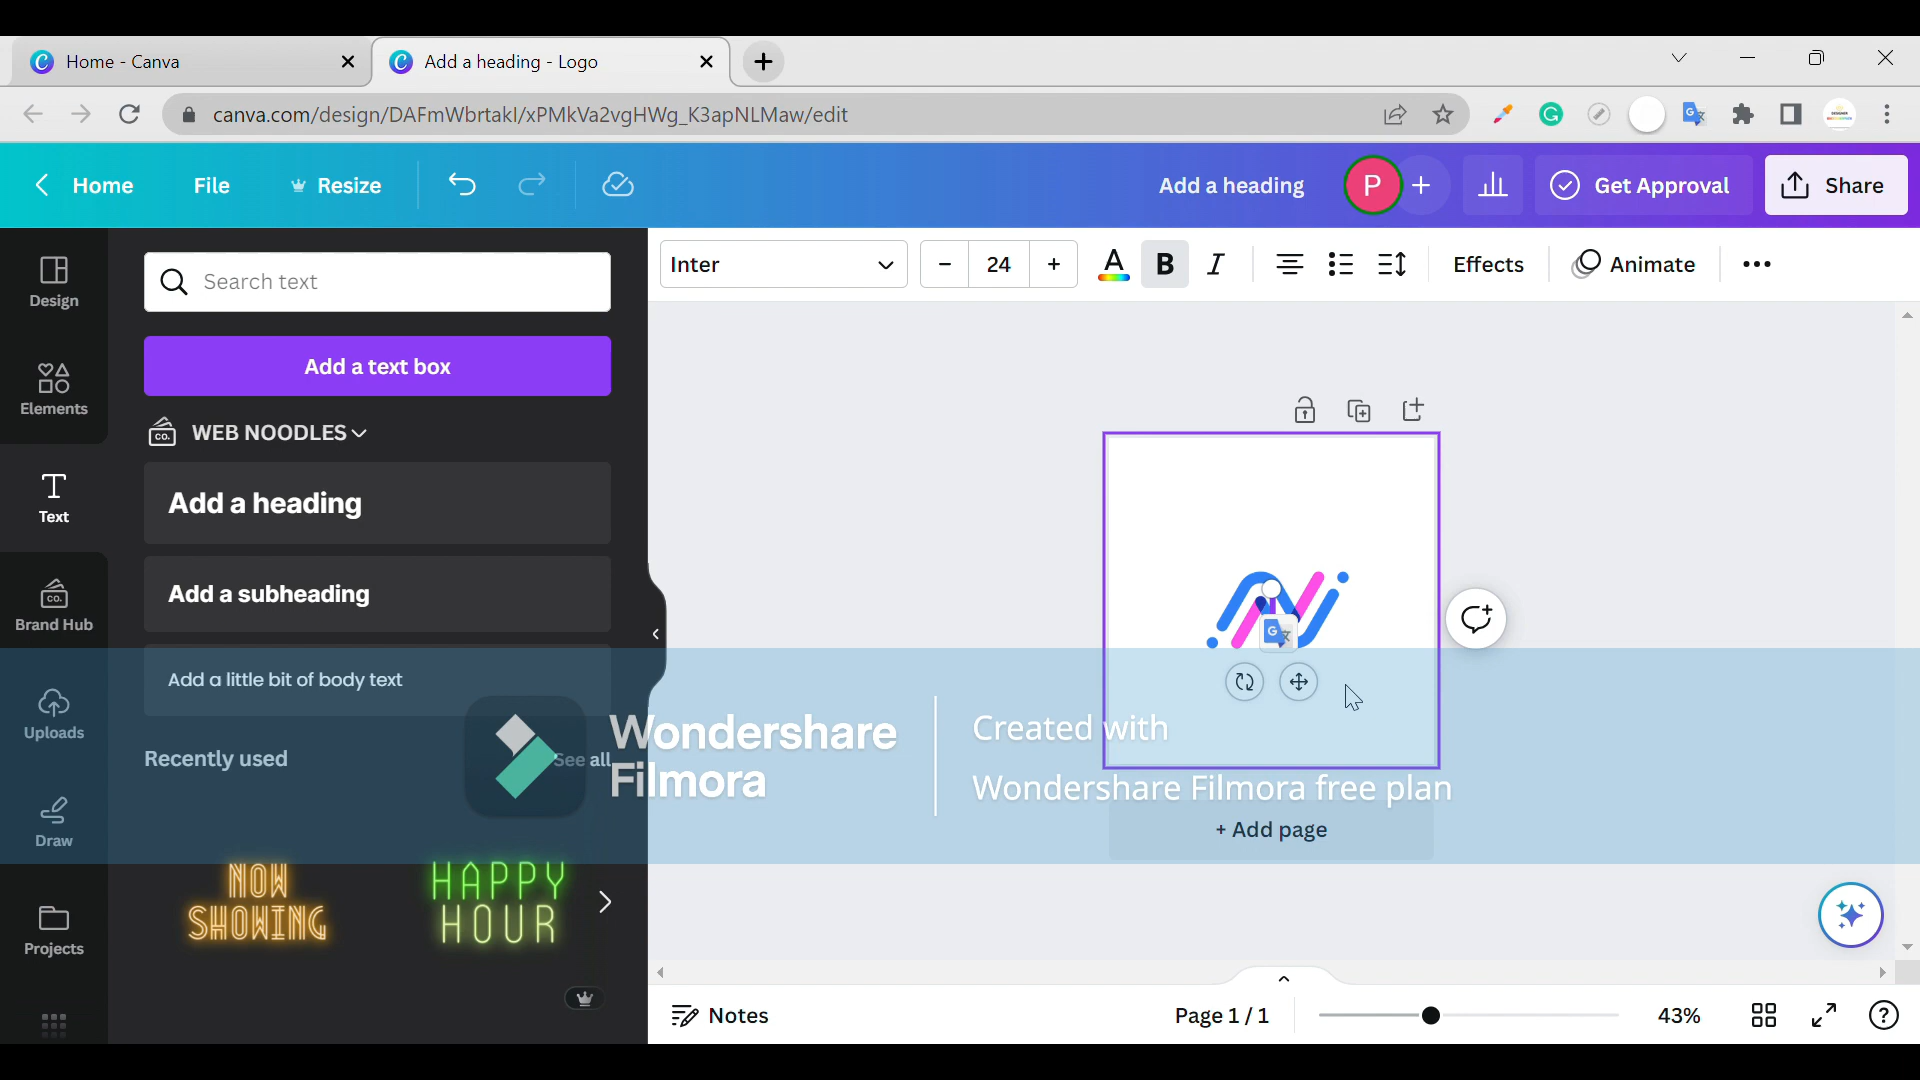 Home - Canva
Add a heading - Logo
canva.com/design/DAFmWbrtakI/xPMkVa2vgHWg_K3apNLMaw/edit
Home
File
Resize
Add a heading
P
Get Approval
Share
Design
Elements
Text
Brand Hub
Uploads
Draw
Projects
Search text
Add a text box
CO.
WEB NOODLES
Add a heading
Add a subheading
Add a little bit of body text
Recently used
See all
NOW
SHOWING
HAPPY
HOUR
Inter
24
A
B
I
Effects
Animate
Wondershare
Filmora
Created with
Wondershare Filmora free plan
+ Add page
Notes
Page 1 / 1
43%